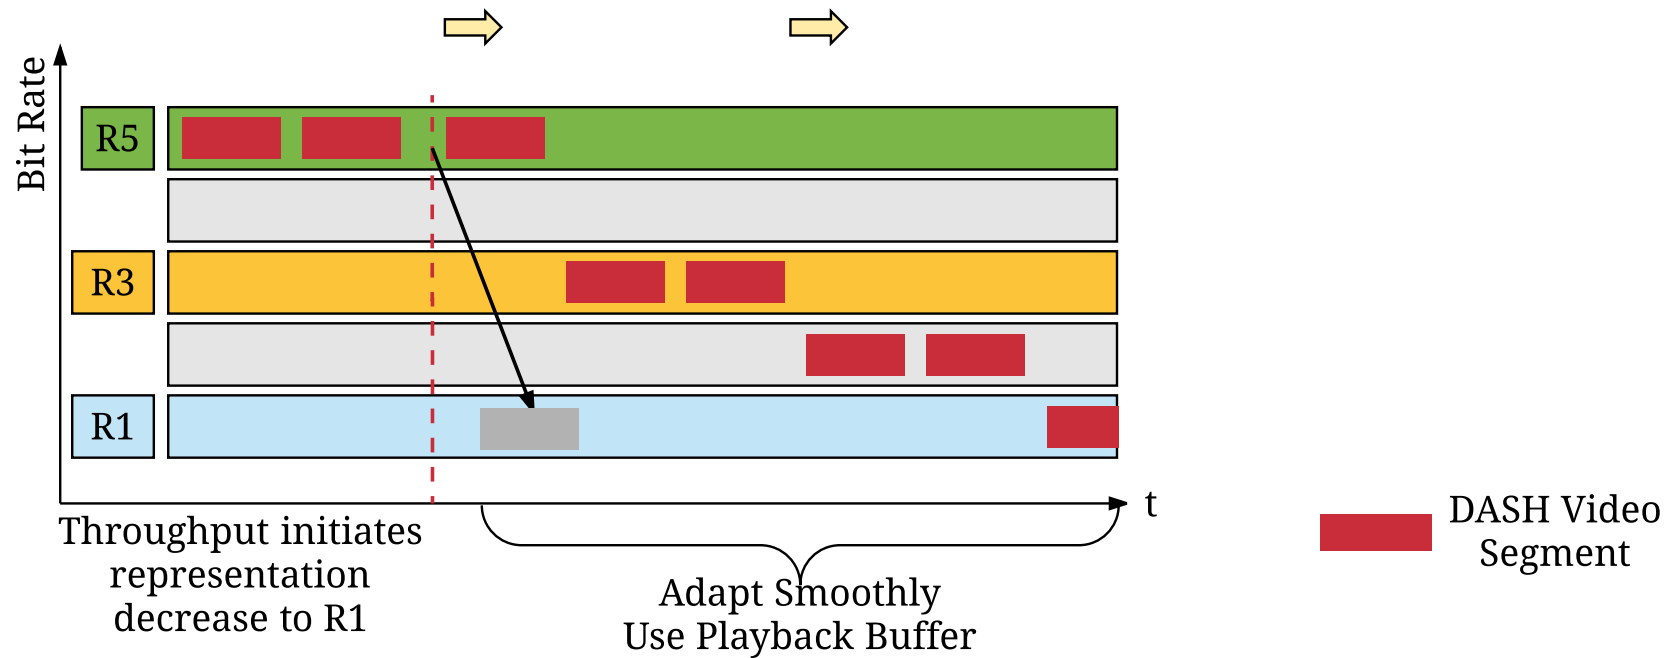 Bit Rate
R5
R3
R1
t
Throughput initiates
representation
decrease to R1
Adapt Smoothly
Use Playback Buffer
DASH Video
Segment